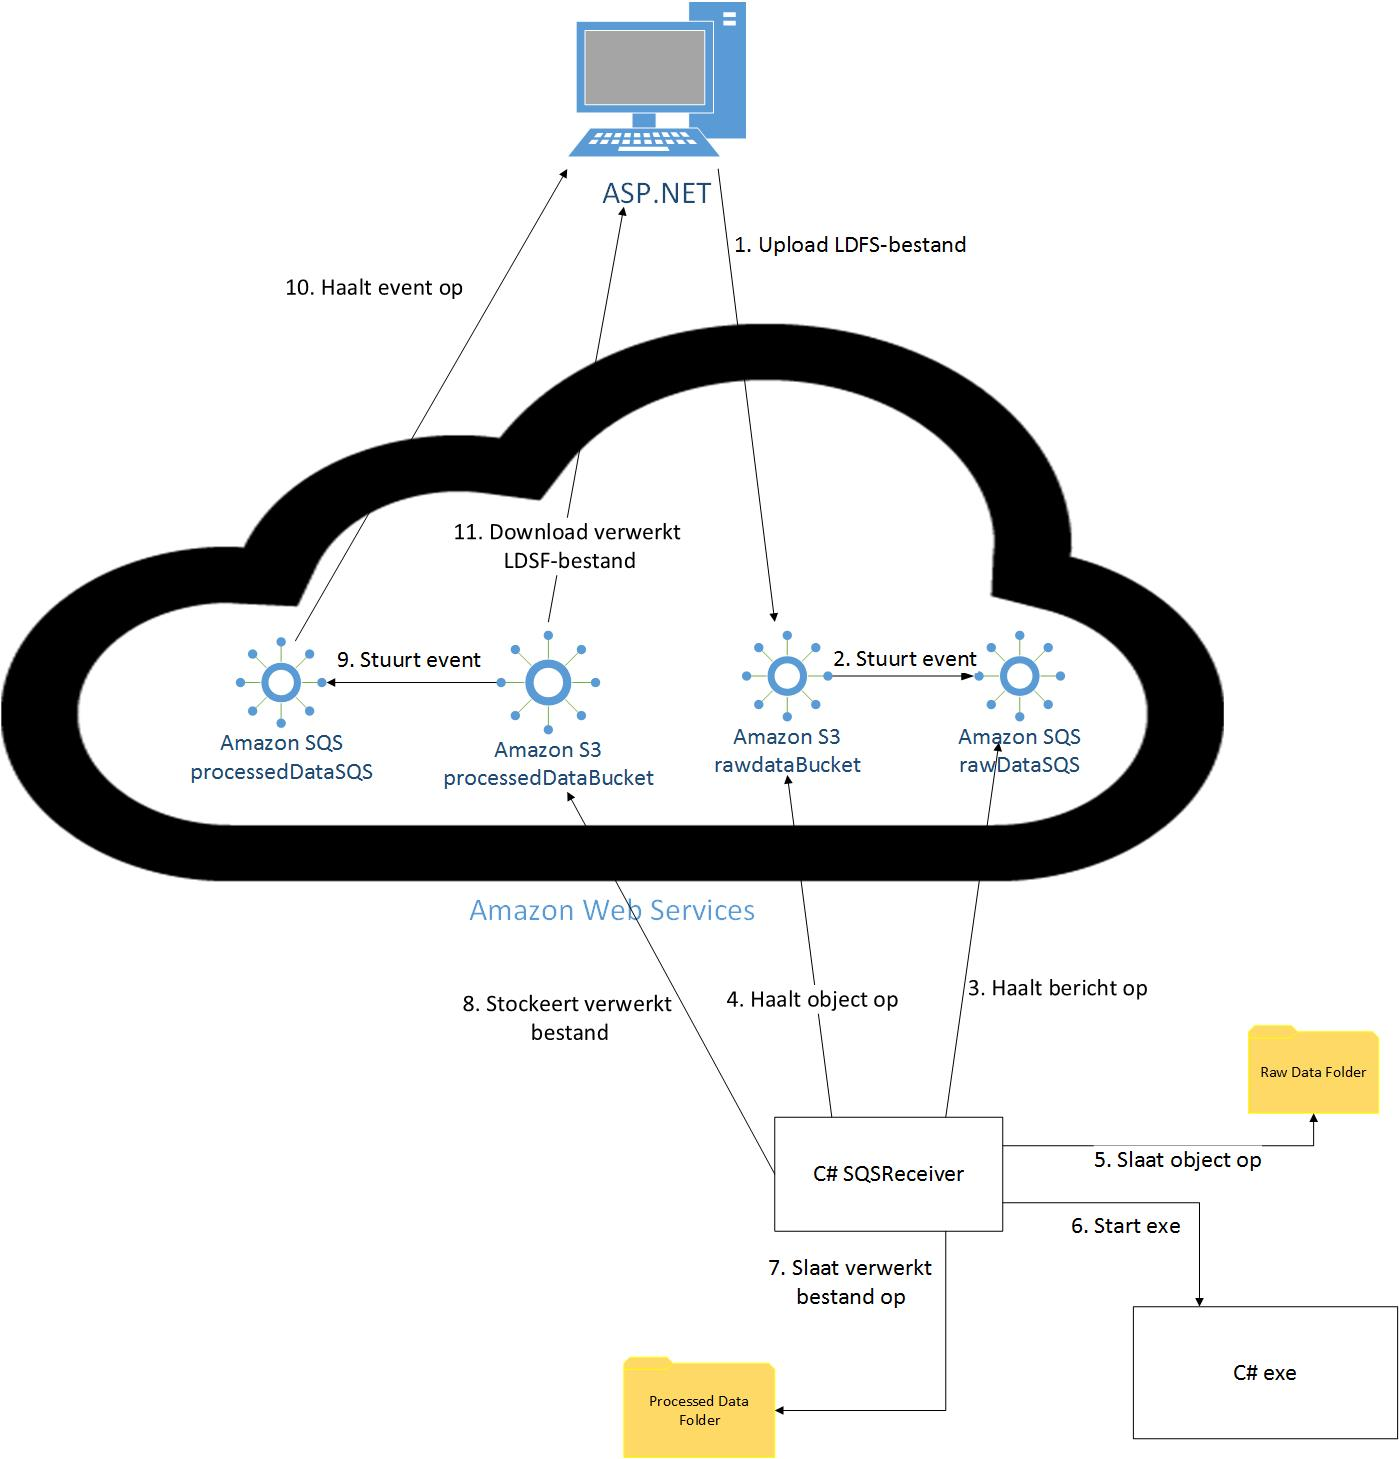 ASP.NET
1. Upload LDFS-bestand
10. Haalt event op
11. Download verwerkt
LDSF-bestand
9. Stuurt event
2. Stuurt event
Amazon SQS
processedDataSQS
Amazon S3
processedDataBucket
Amazon S3
rawdataBucket
Amazon SQS
rawDataSQS
Amazon Web Services
8. Stockeert verwerkt
bestand
4. Haalt object op
3. Haalt bericht op
Raw Data Folder
C# SQSReceiver
5. Slaat object op
6. Start exe
7. Slaat verwerkt
bestand op
C# exe
Processed Data
Folder